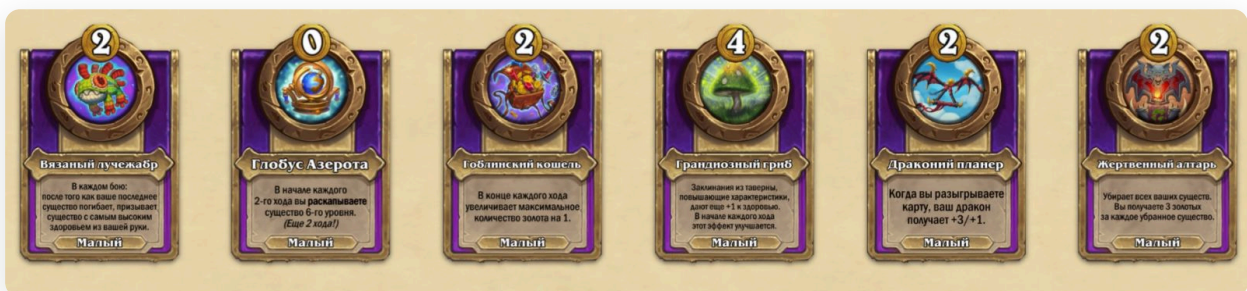 2
Вязаный лучежабр
В каждом бою:
после того как ваше последнее
существо погибает, призывает
существо с самым высоким
здоровьем из вашей руки.
Малый
0
Глобус Азерота
В начале каждого
2-го хода вы раскапываете
существо 6-го уровня.
(Еще 2 хода!)
Малый
2
Гоблинский кошель
В конце каждого хода
увеличивает максимальное
количество золота на 1.
Малый
4
Грандиозный гриб
Заклинания из таверны,
повышающие характеристики,
дают еще +1 к здоровью.
В начале каждого хода
этот эффект улучшается.
Малый
2
Драконий планер
Когда вы разыгрываете
карту, ваш дракон
получает +3/+1.
Малый
2
Жертвенный алтарь
Убирает всех ваших существ.
Вы получаете 3 золотых
за каждое убранное существо.
Малый